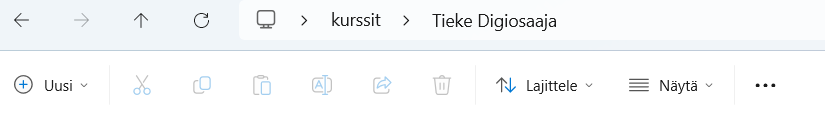 kurssit Tieke Digiosaaja
Uusi Lajittele Näytä